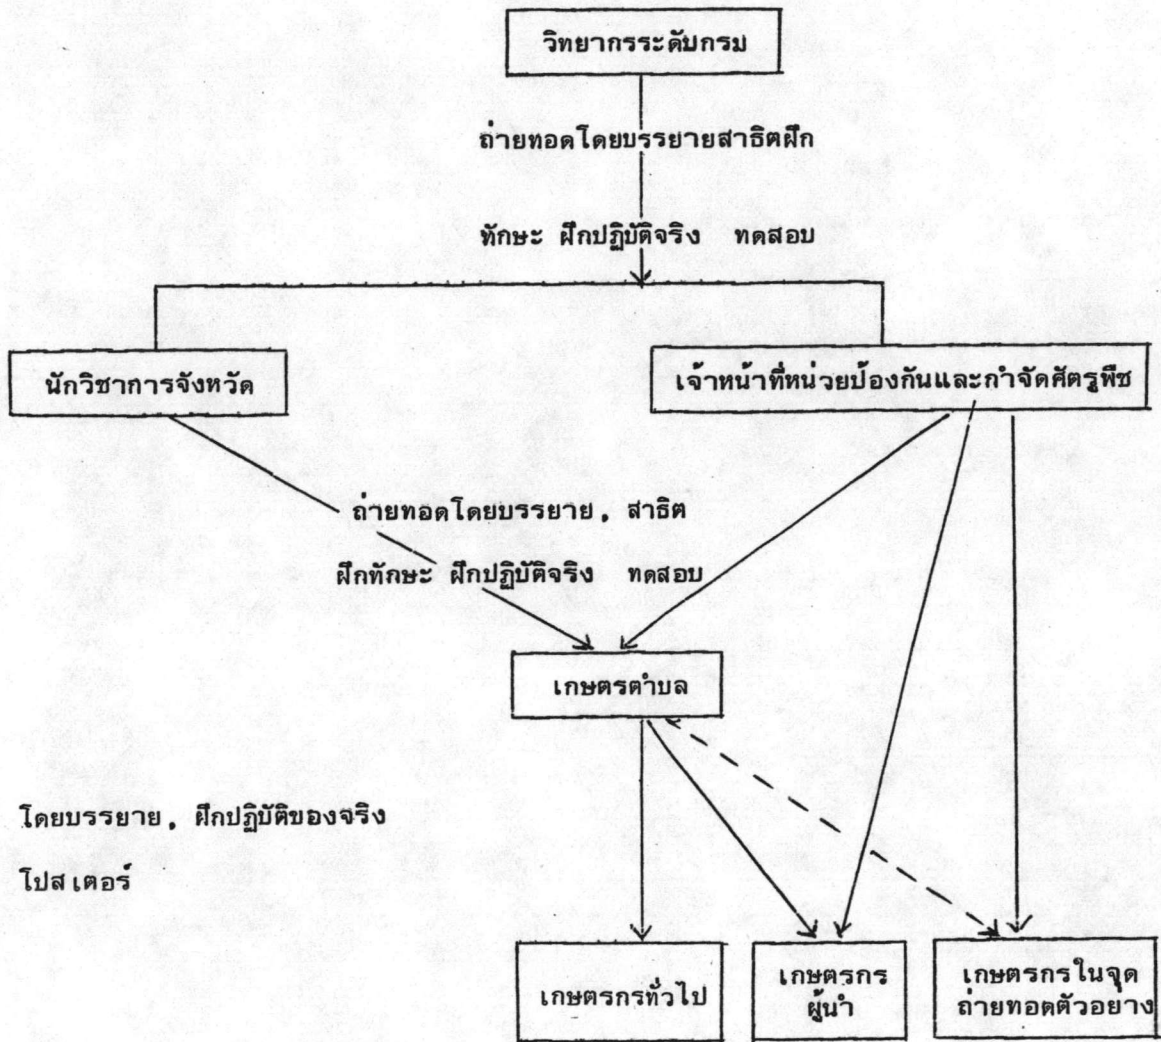 วิทยากรระดับกรม
ถ่ายทอดโดยบรรยายสาธิตฝึก
ทักษะ ฝึกปฏิบัติจริง ทดสอบ
นักวิชาการจังหวัด
เจ้าหน้าที่หน่วยป้องกันและกำจัดศัตรูพืช
ถ่ายทอดโดยบรรยาย, สาธิต
ฝึกทักษะ ฝึกปฏิบัติจริง ทดสอบ
เกษตรตำบล
โดยบรรยาย, ฝึกปฏิบัติของจริง
โปสเตอร์
เกษตรกรทั่วไป
เกษตรกร
ผู้นำ
เกษตรกรในจุด
ถ่ายทอดตัวอย่าง